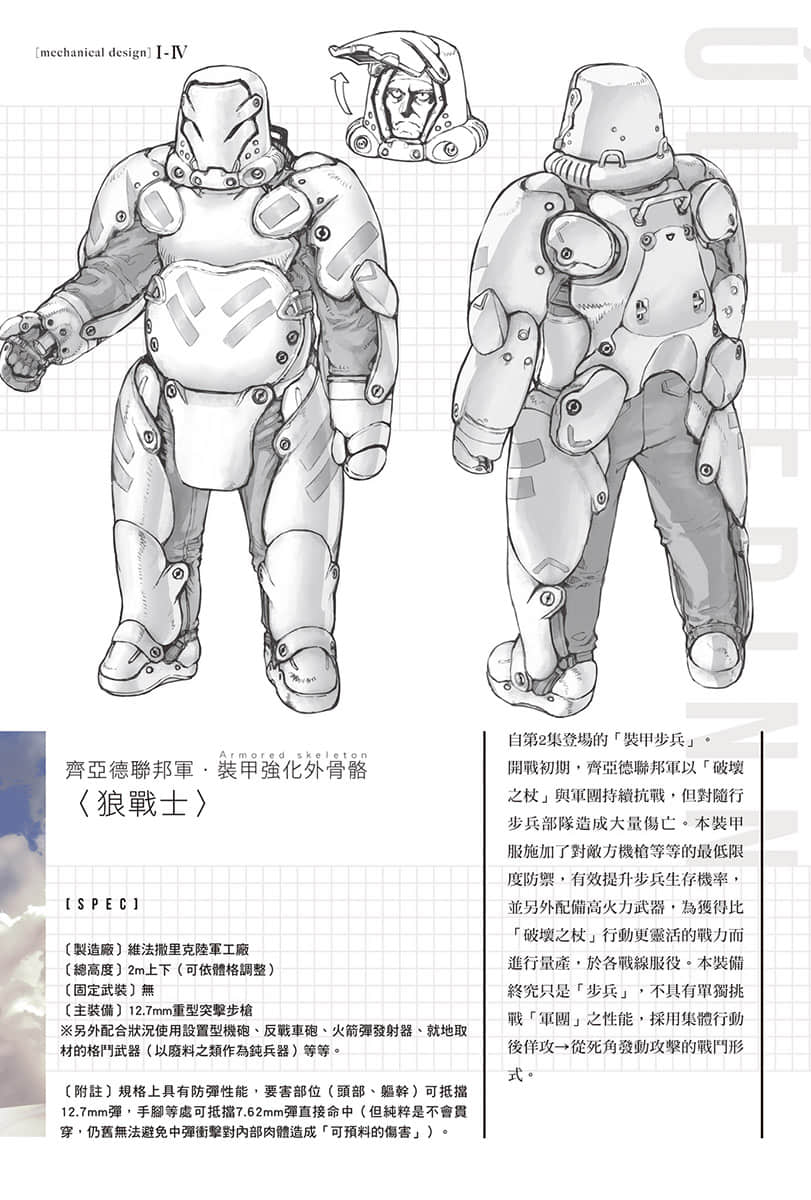 [mechanical design] I-IV
ÚLFHÉÐINN
Armored skeleton
齊亞德聯邦軍．裝甲強化外骨骼
〈狼戰士〉
[SPEC]
〔製造廠〕維法撒里克陸軍工廠
〔總高度〕2m上下（可依體格調整）
〔固定武裝〕無
〔主裝備〕12.7mm重型突擊步槍
※另外配合狀況使用設置型機砲、反戰車砲、火箭彈發射器、就地取
材的格鬥武器（以廢料之類作為鈍兵器）等等。
〔附註〕規格上具有防彈性能，要害部位（頭部、軀幹）可抵擋
12.7mm彈，手腳等處可抵擋7.62mm彈直接命中（但純粹是不會貫
穿，仍舊無法避免中彈衝擊對內部肉體造成「可預料的傷害」）。
自第2集登場的「裝甲步兵」。
開戰初期，齊亞德聯邦軍以「破壞
之杖」與軍團持續抗戰，但對隨行
步兵部隊造成大量傷亡。本裝甲
服施加了對敵方機槍等等的最低限
度防禦，有效提升步兵生存機率，
並另外配備高火力武器，為獲得比
「破壞之杖」行動更靈活的戰力而
進行量產，於各戰線服役。本裝備
終究只是「步兵」，不具有單獨挑
戰「軍團」之性能，採用集體行動
後佯攻→從死角發動攻擊的戰鬥形
式。